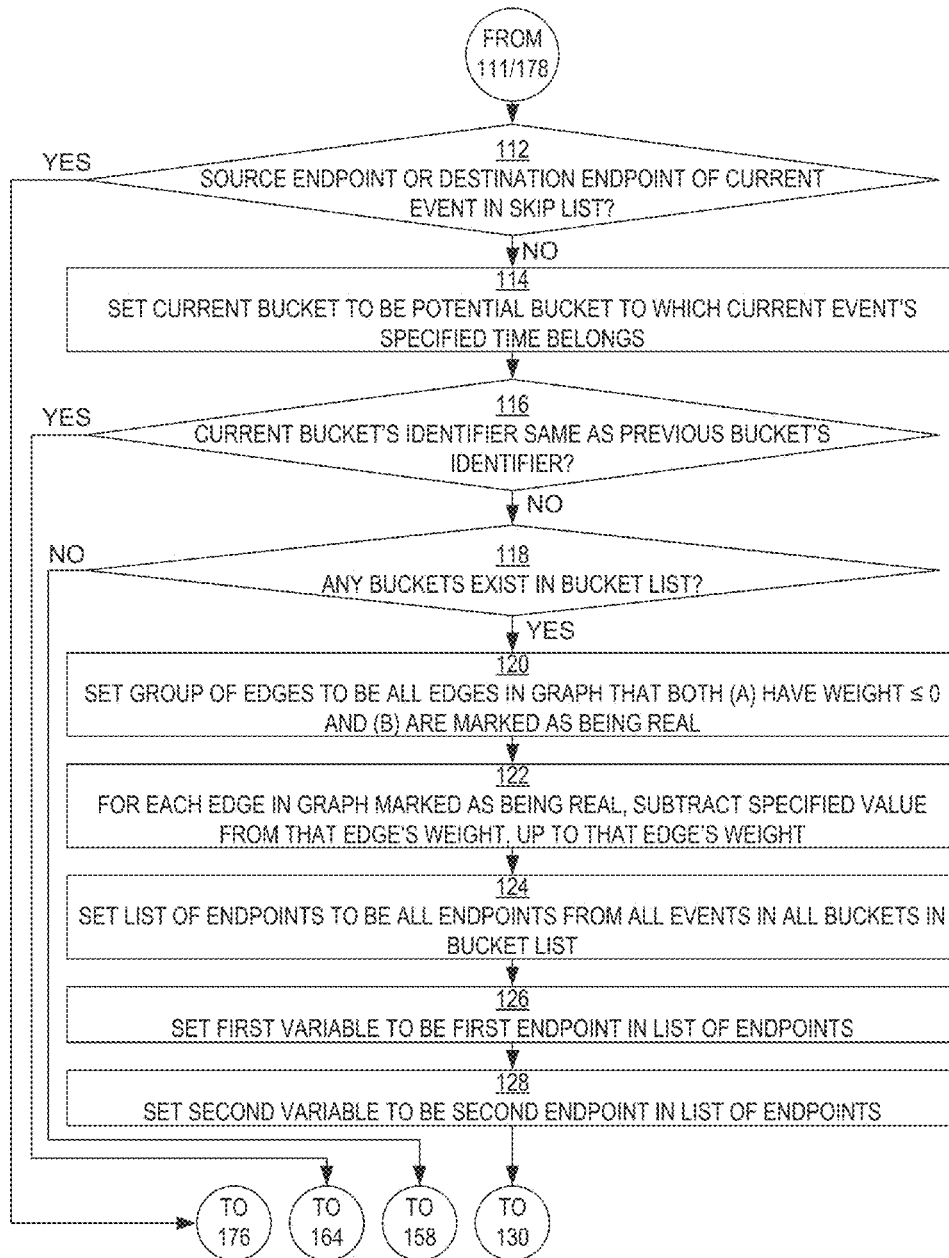 FROM
111/178
112
YES
SOURCE ENDPOINT OR DESTINATION ENDPOINT OF CURRENT
EVENT IN SKIP LIST?
NO
114
SET CURRENT BUCKET TO BE POTENTIAL BUCKET TO WHICH CURRENT EVENT'S
SPECIFIED TIME BELONGS
116
YES
CURRENT BUCKET'S IDENTIFIER SAME AS PREVIOUS BUCKET'S
IDENTIFIER?
NO
118
NO
ANY BUCKETS EXIST IN BUCKET LIST?
YES
120
SET GROUP OF EDGES TO BE ALL EDGES IN GRAPH THAT BOTH (A) HAVE WEIGHT ≤ 0
AND (B) ARE MARKED AS BEING REAL
122
FOR EACH EDGE IN GRAPH MARKED AS BEING REAL, SUBTRACT SPECIFIED VALUE
FROM THAT EDGE'S WEIGHT, UP TO THAT EDGE'S WEIGHT
124
SET LIST OF ENDPOINTS TO BE ALL ENDPOINTS FROM ALL EVENTS IN ALL BUCKETS IN
BUCKET LIST
126
SET FIRST VARIABLE TO BE FIRST ENDPOINT IN LIST OF ENDPOINTS
128
SET SECOND VARIABLE TO BE SECOND ENDPOINT IN LIST OF ENDPOINTS
TO
176
TO
164
TO
158
TO
130